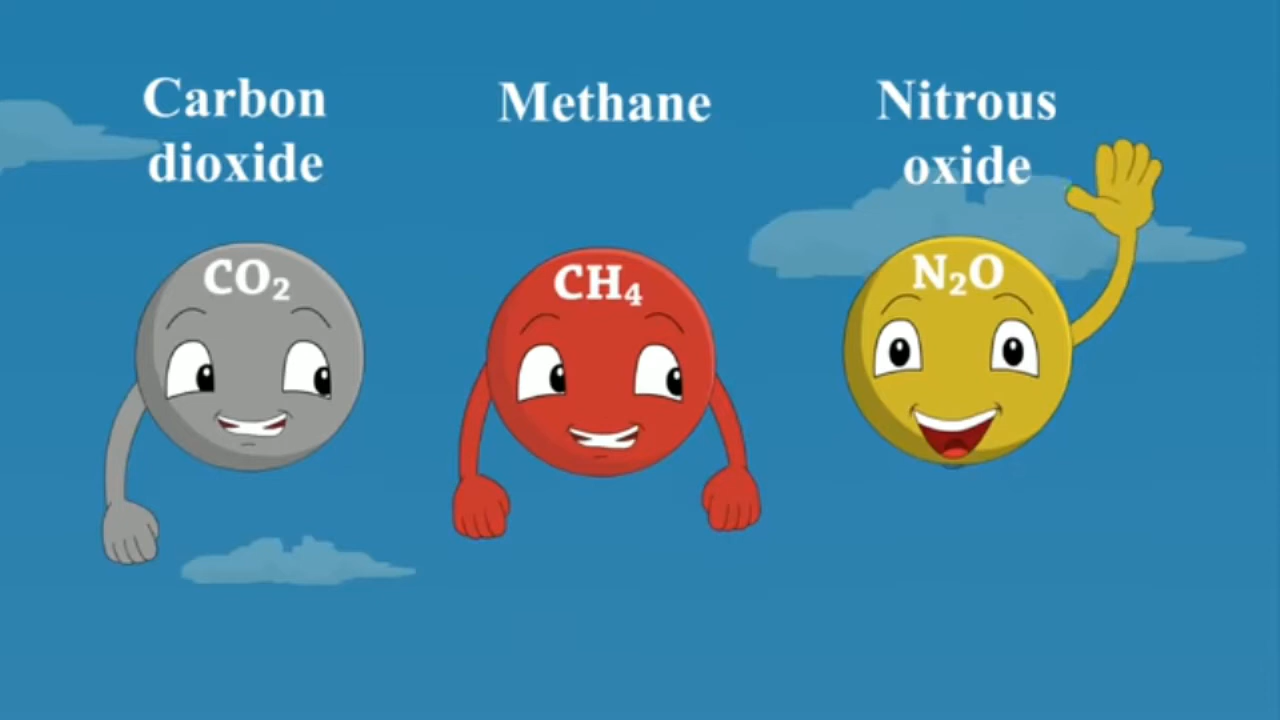 Carbon
dioxide
Methane
Nitrous
oxide
CO₂
CH₄
N₂O